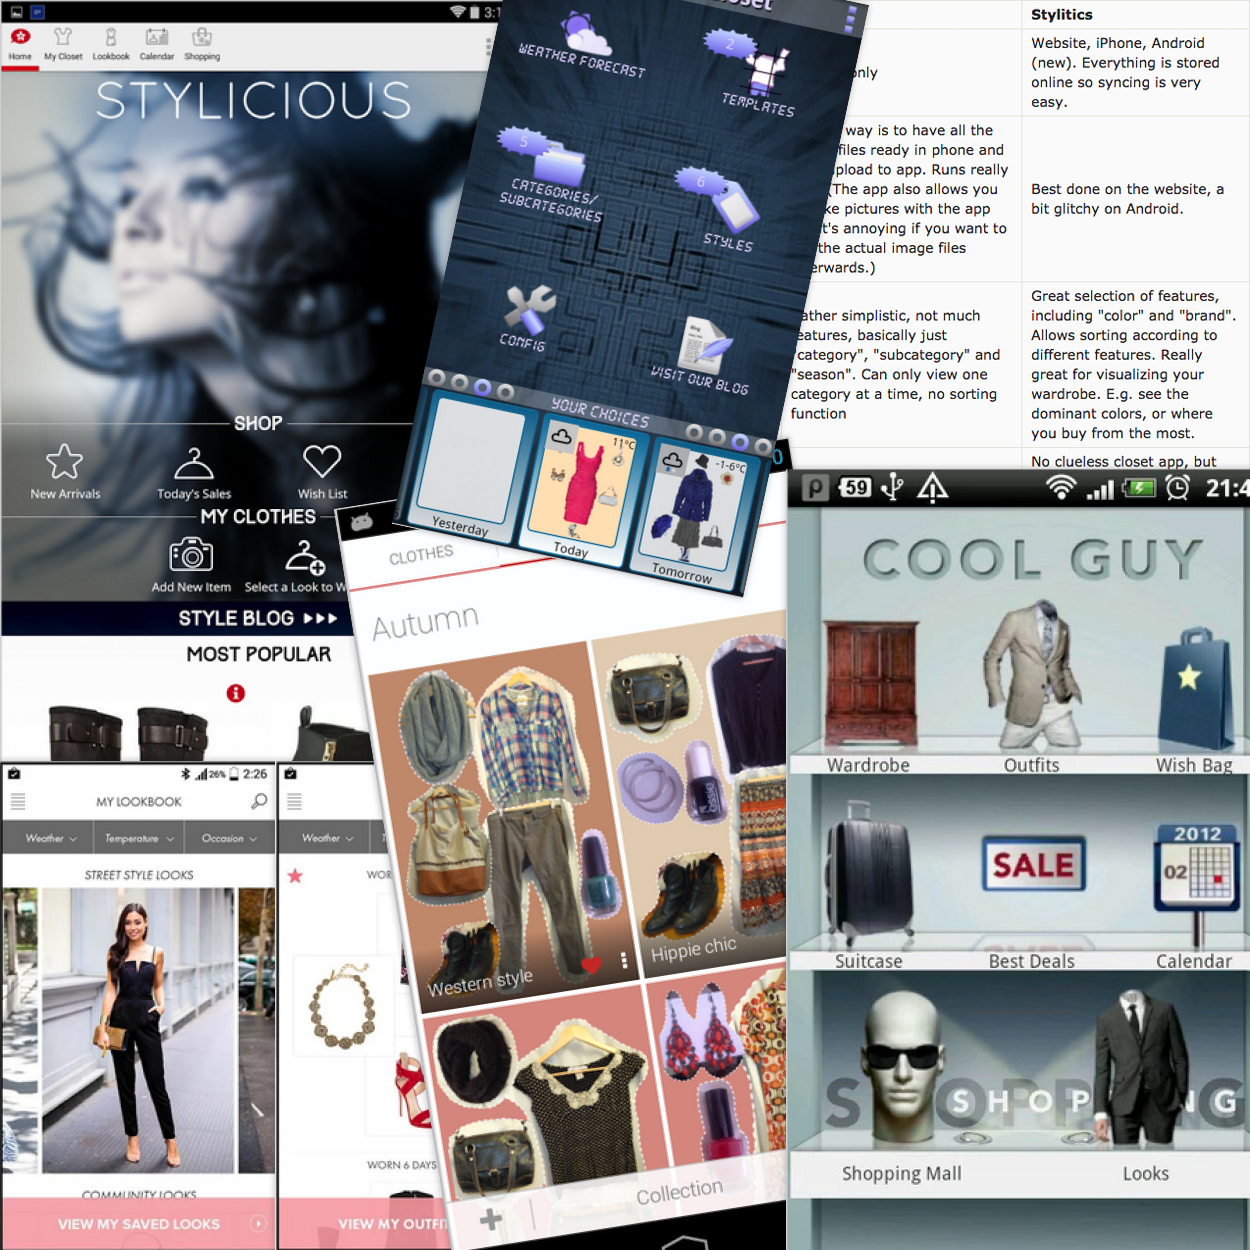 3:1
Home
My Closet
Lookbook
Calendar
Shopping
STYLICIOUS
SHOP
New Arrivals
Today's Sales
Wish List
MY CLOTHES
Add New Item
Select a Look to W
STYLE BLOG
MOST POPULAR
WEATHER FORECAST
2
TEMPLATES
5
CATEGORIES/
SUBCATEGORIES
6
STYLES
CONFIG
Blog
VISIT OUR BLOG
YOUR CHOICES
11°C
-1-6°C
Yesterday
Today
Tomorrow
only
way is to have all the
files ready in phone and
pload to app. Runs really
(The app also allows you
ke pictures with the app
t's annoying if you want to
the actual image files
erwards.)
ather simplistic, not much
eatures, basically just
"category", "subcategory" and
"season". Can only view one
category at a time, no sorting
function
Stylitics
Website, iPhone, Android
(new). Everything is stored
online so syncing is very
easy.
Best done on the website, a
bit glitchy on Android.
Great selection of features,
including "color" and "brand".
Allows sorting according to
different features. Really
great for visualizing your
wardrobe. E.g. see the
dominant colors, or where
you buy from the most.
No clueless closet app, but
26% 2:26
MY LOOKBOOK
Weather
Temperature
Occasion
STREET STYLE LOOKS
COMMUNITY LOOKS
VIEW MY SAVED LOOKS
Weather
T
WOR
WORN 6 DAYS
VIEW MY OUTFI
CLOTHES
Autumn
essie
Western style
Hippie chic
Collection
59
21:4
COOL GUY
Wardrobe
Outfits
Wish Bag
SALE
2012
02
Suitcase
Best Deals
Calendar
SHOPPING
SHOPPING
Shopping Mall
Looks